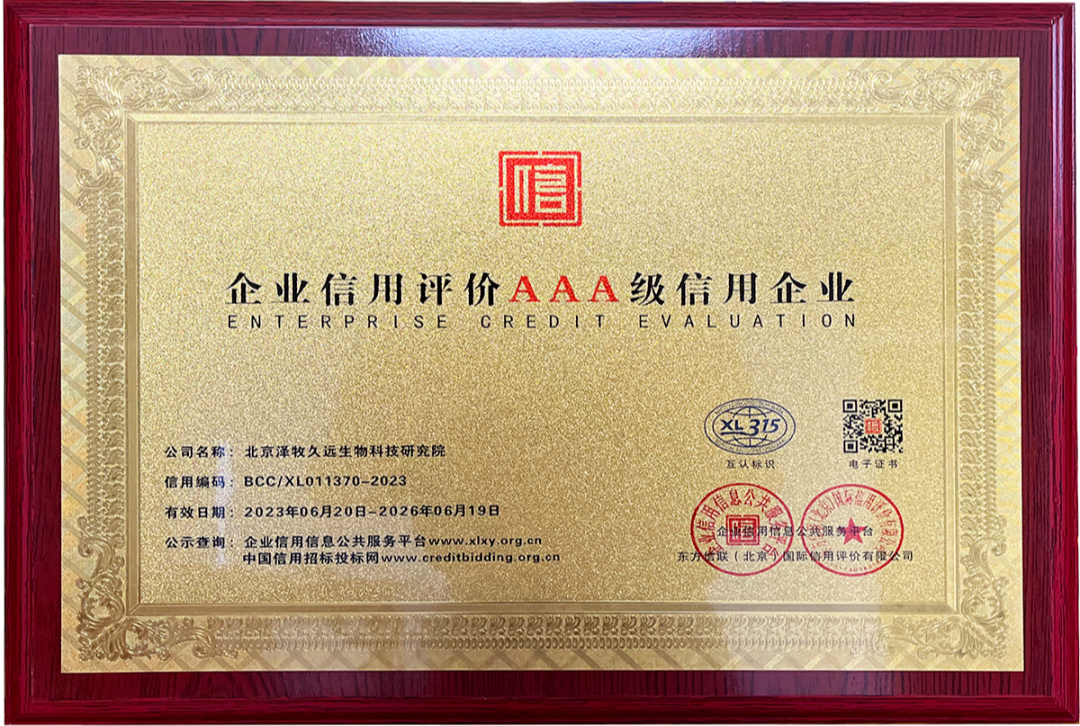 信
企业信用评价AAA级信用企业
ENTERPRISE CREDIT EVALUATION
XL 315
互认标识
信
电子证书
公司名称：北京泽牧久远生物科技研究院
信用编码：BCC/XL011370-2023
有效日期：2023年06月20日-2026年06月19日
公示查询：企业信用信息公共服务平台www.xlxy.org.cn
中国信用招标投标网www.creditbidding.org.cn
企业信用信息公共服务平台
东方信联（北京）国际信用评价有限公司